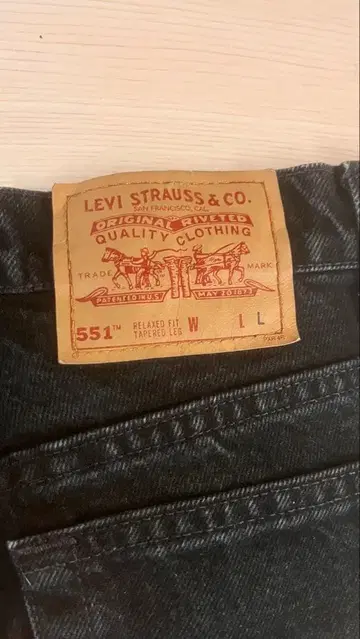 LEVI STRAUSS & CO.
SAN FRANCISCO, CAL.
ORIGINAL RIVETED
QUALITY CLOTHING
TRADE MARK
PATENTED IN U.S. MAY 20 1873
551™ RELAXED FIT W L L
TAPERED LEG